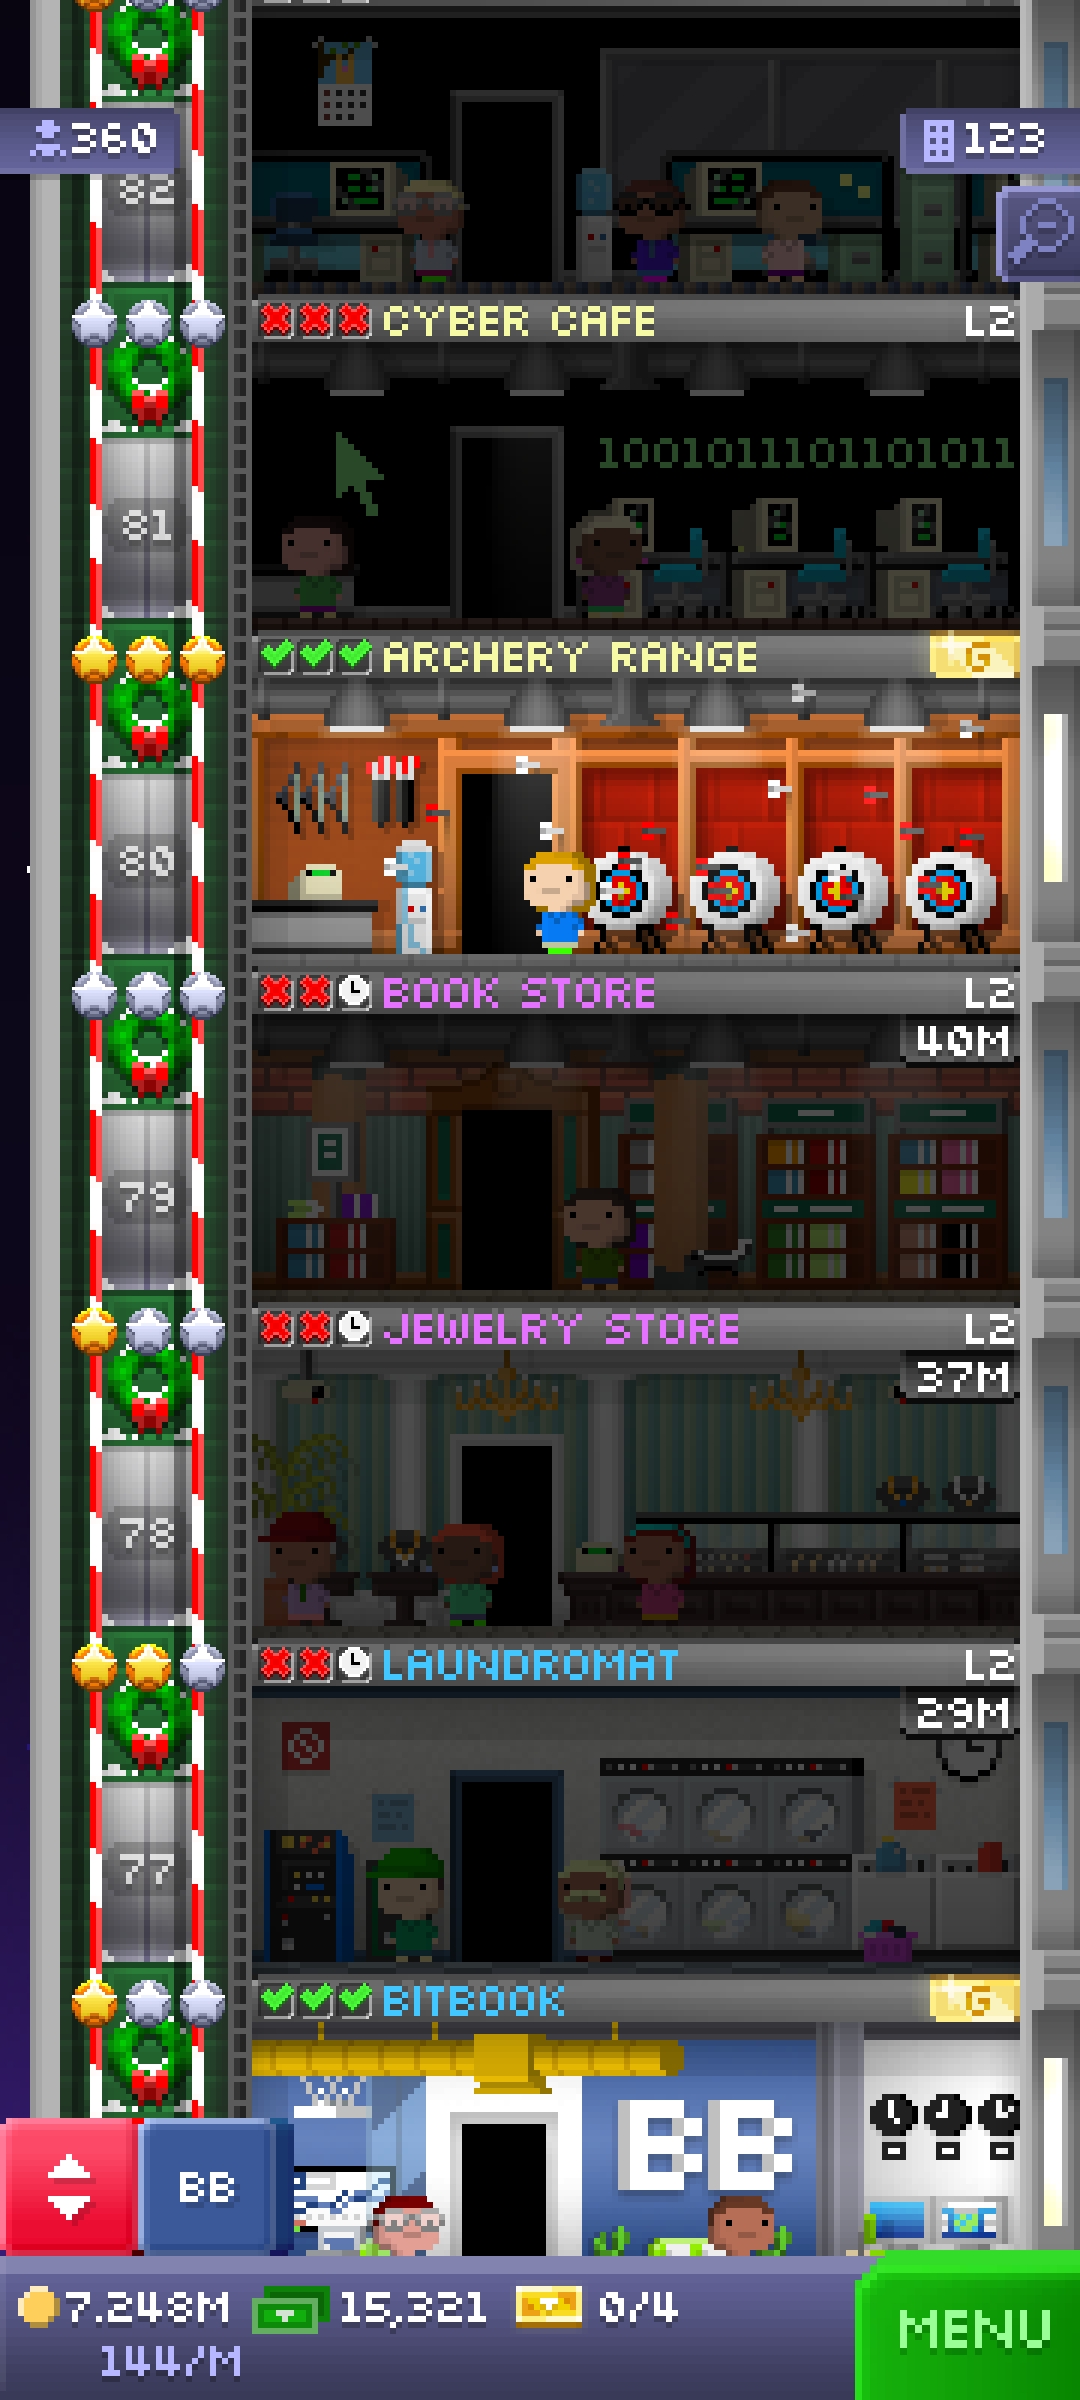 360
123
82
CYBER CAFE L2
1001011101101011
81
ARCHERY RANGE G
80
BOOK STORE L2
40M
79
JEWELRY STORE L2
37M
78
LAUNDROMAT L2
29M
77
BITBOOK G
BB
BB
7.248M 15,321 0/4
144/M
MENU